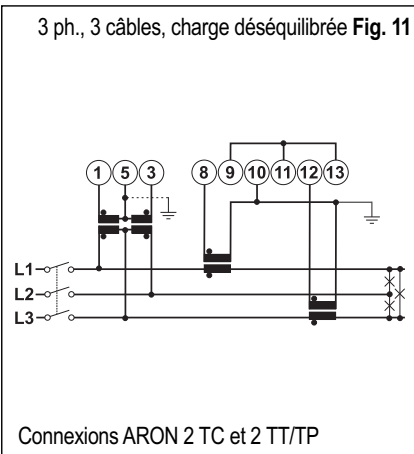 3 ph., 3 câbles, charge déséquilibrée Fig. 11
1 5 3 8 9 10 11 12 13
L1
L2
L3
Connexions ARON 2 TC et 2 TT/TP